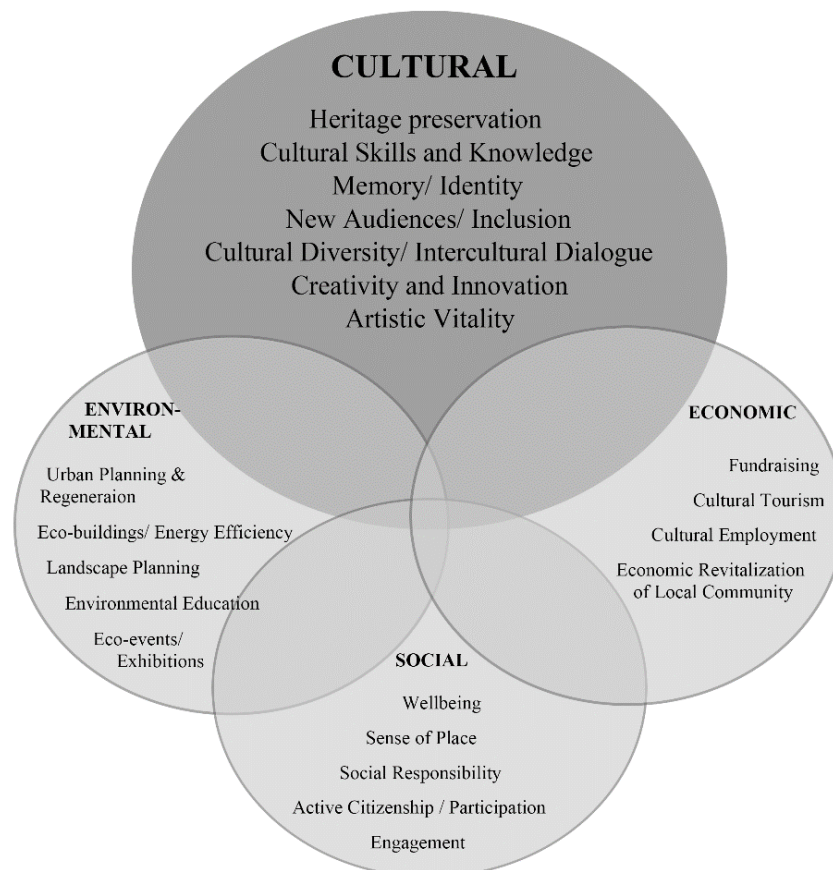 CULTURAL
Heritage preservation
Cultural Skills and Knowledge
Memory/ Identity
New Audiences/ Inclusion
Cultural Diversity/ Intercultural Dialogue
Creativity and Innovation
Artistic Vitality
ENVIRON-
MENTAL
Urban Planning &
Regeneraion
Eco-buildings/ Energy Efficiency
Landscape Planning
Environmental Education
Eco-events/
Exhibitions
ECONOMIC
Fundraising
Cultural Tourism
Cultural Employment
Economic Revitalization
of Local Community
SOCIAL
Wellbeing
Sense of Place
Social Responsibility
Active Citizenship / Participation
Engagement